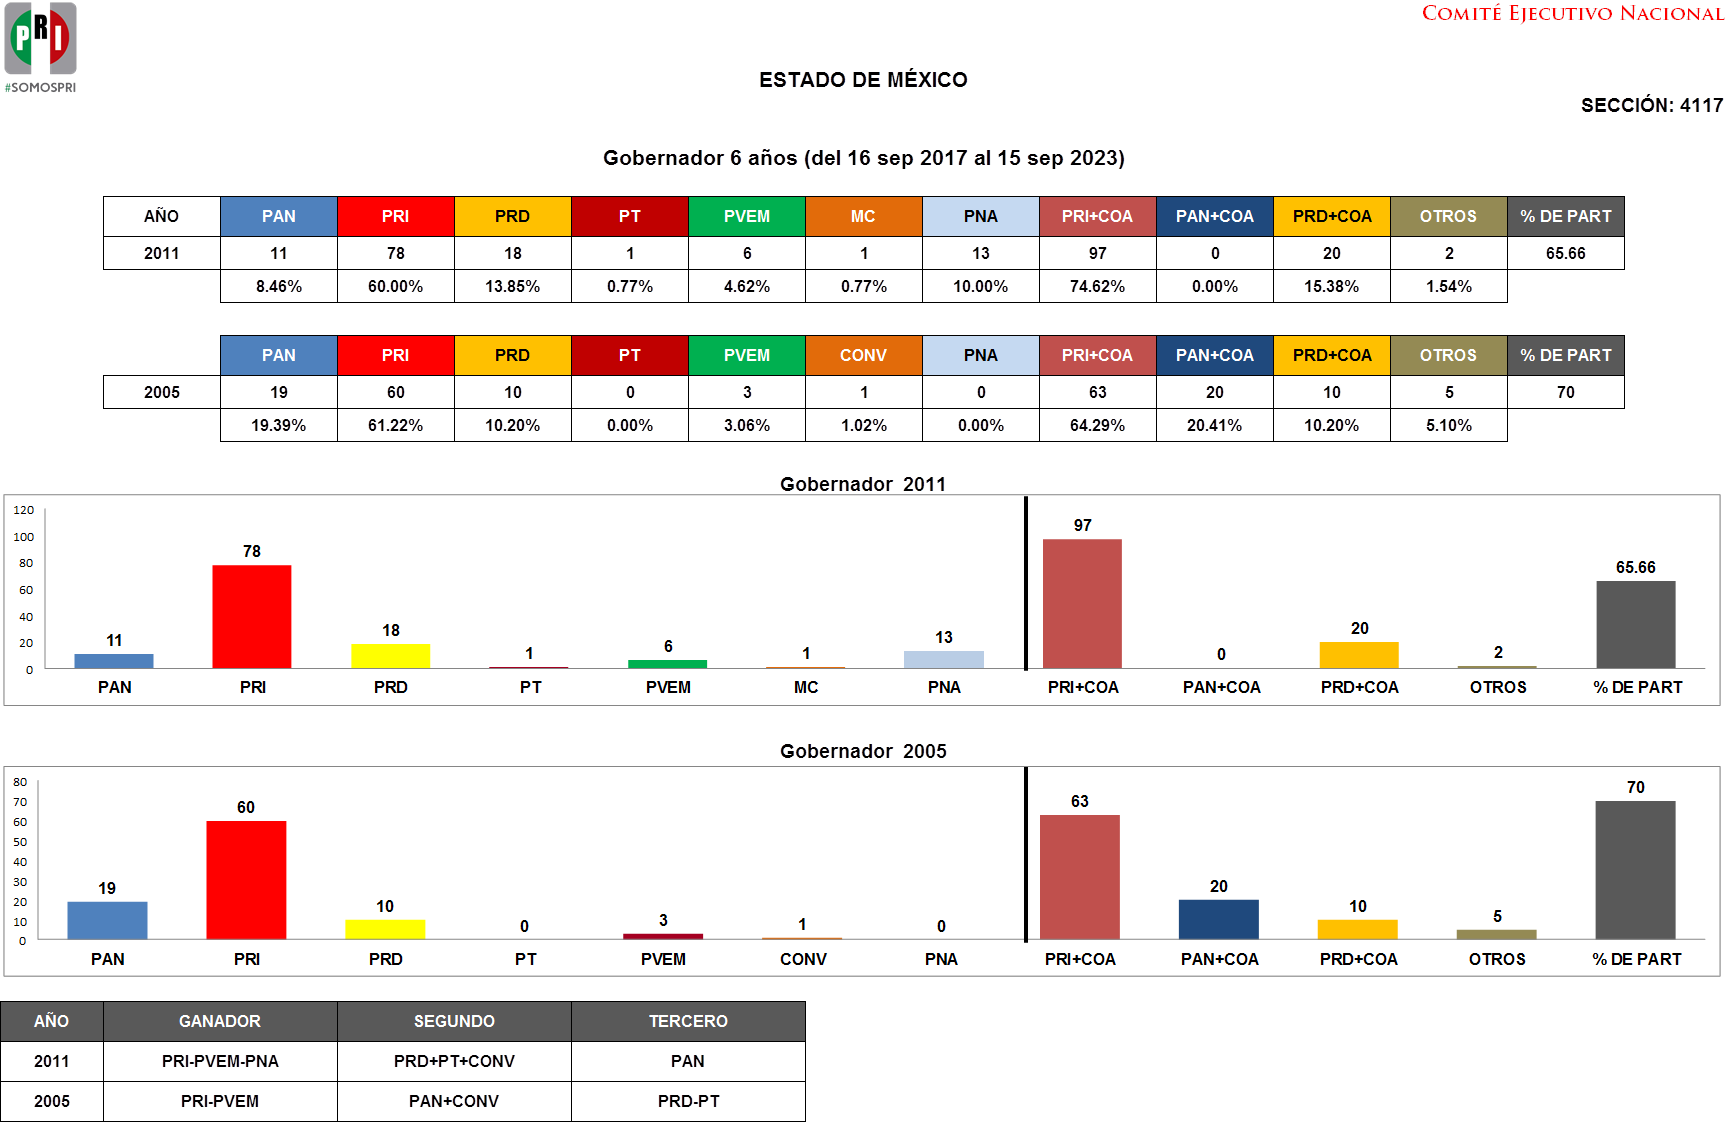 PRI
#SOMOSPRI
COMITÉ EJECUTIVO NACIONAL
ESTADO DE MÉXICO
SECCIÓN: 4117
Gobernador 6 años (del 16 sep 2017 al 15 sep 2023)
AÑO PAN PRI PRD PT PVEM MC PNA PRI+COA PAN+COA PRD+COA OTROS % DE PART
2011 11 78 18 1 6 1 13 97 0 20 2 65.66
8.46% 60.00% 13.85% 0.77% 4.62% 0.77% 10.00% 74.62% 0.00% 15.38% 1.54%
PAN PRI PRD PT PVEM CONV PNA PRI+COA PAN+COA PRD+COA OTROS % DE PART
2005 19 60 10 0 3 1 0 63 20 10 5 70
19.39% 61.22% 10.20% 0.00% 3.06% 1.02% 0.00% 64.29% 20.41% 10.20% 5.10%
Gobernador 2011
120
100
80
60
40
20
0
11 78 18 1 6 1 13 97 0 20 2 65.66
PAN PRI PRD PT PVEM MC PNA PRI+COA PAN+COA PRD+COA OTROS % DE PART
Gobernador 2005
80
70
60
50
40
30
20
10
0
19 60 10 0 3 1 0 63 20 10 5 70
PAN PRI PRD PT PVEM CONV PNA PRI+COA PAN+COA PRD+COA OTROS % DE PART
AÑO GANADOR SEGUNDO TERCERO
2011 PRI-PVEM-PNA PRD+PT+CONV PAN
2005 PRI-PVEM PAN+CONV PRD-PT